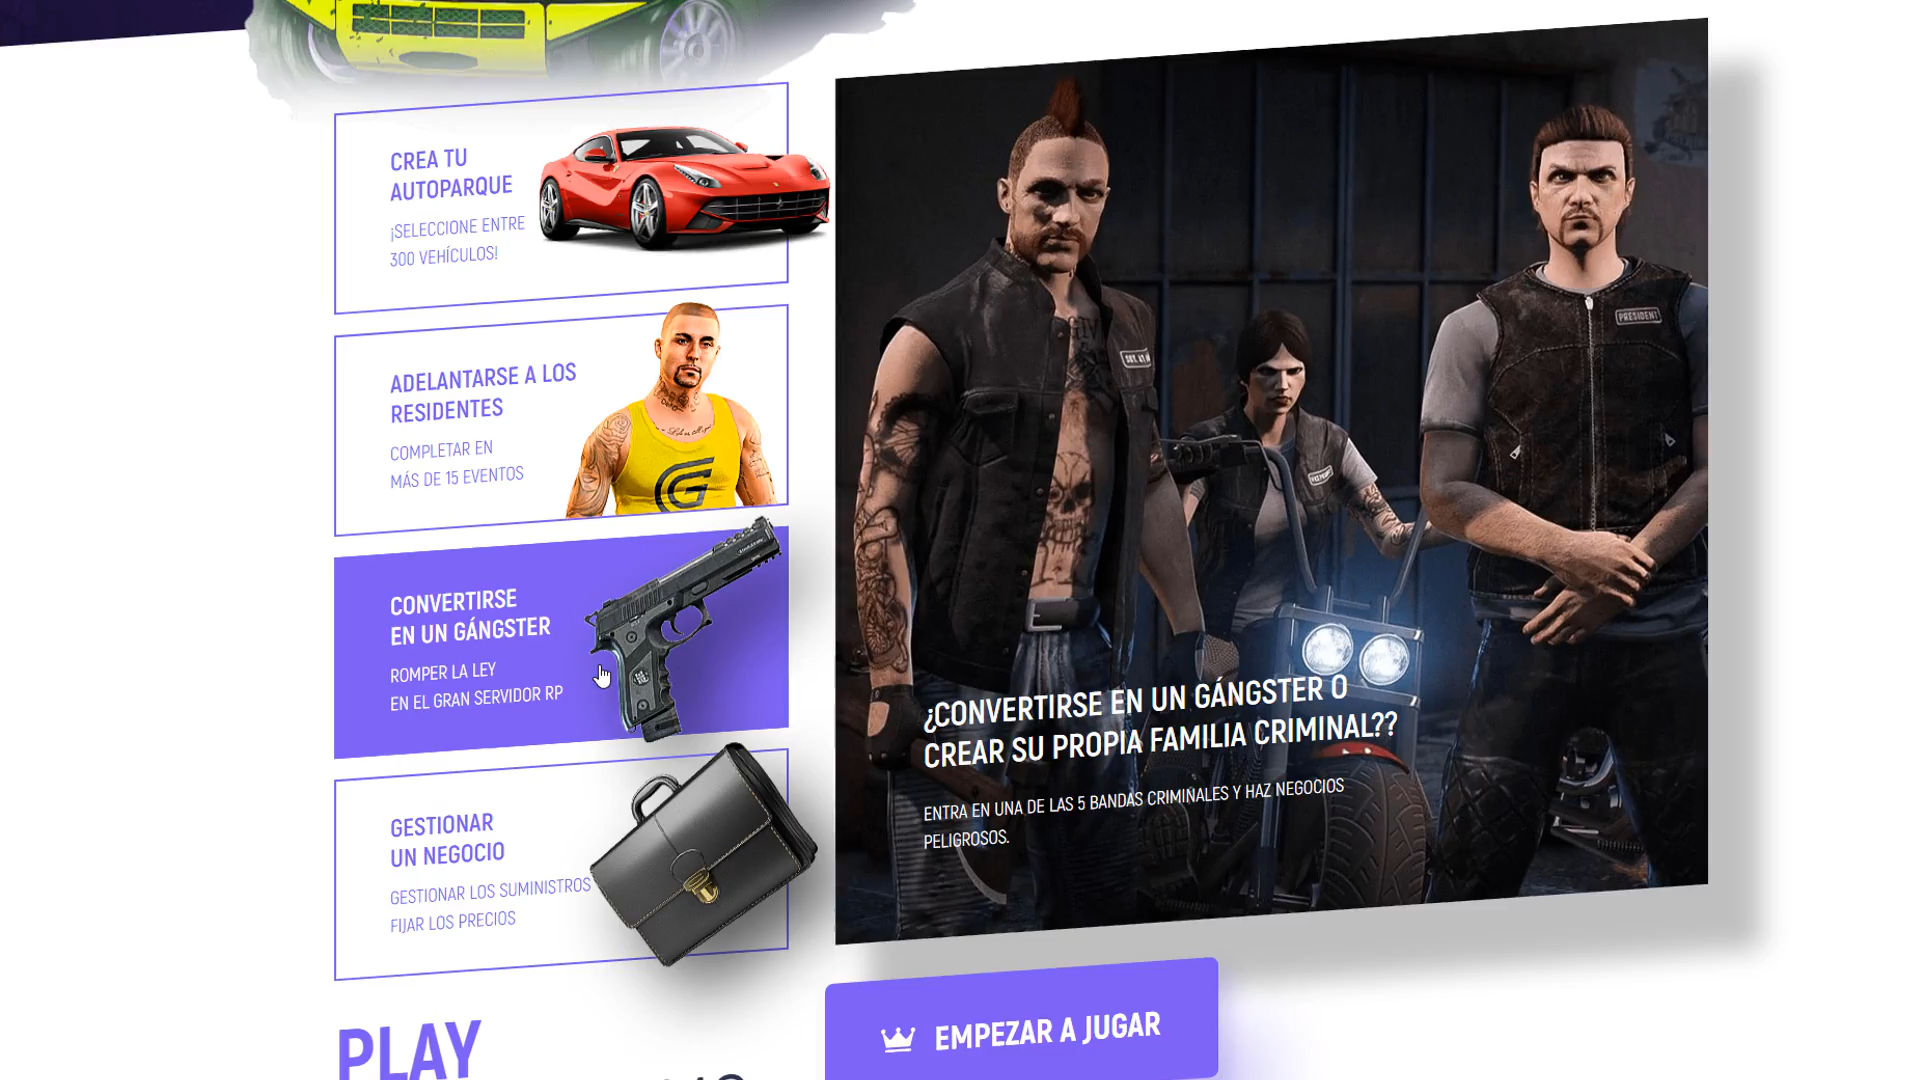 CREA TU
AUTOPARQUE
¡SELECCIONE ENTRE
300 VEHÍCULOS!
ADELANTARSE A LOS
RESIDENTES
COMPLETAR EN
MÁS DE 15 EVENTOS
CONVERTIRSE
EN UN GÁNGSTER
ROMPER LA LEY
EN EL GRAN SERVIDOR RP
GESTIONAR
UN NEGOCIO
GESTIONAR LOS SUMINISTROS
FIJAR LOS PRECIOS
PRESIDENT
¿CONVERTIRSE EN UN GÁNGSTER O
CREAR SU PROPIA FAMILIA CRIMINAL??
ENTRA EN UNA DE LAS 5 BANDAS CRIMINALES Y HAZ NEGOCIOS
PELIGROSOS.
EMPEZAR A JUGAR
PLAY